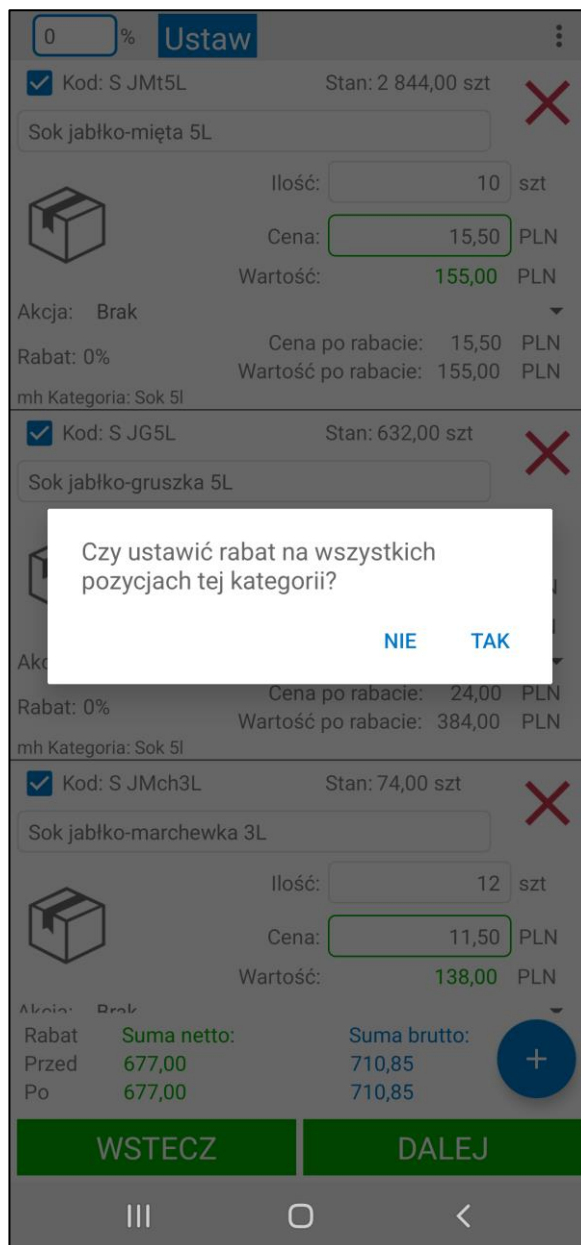 0 % Ustaw
Kod: S JMt5L Stan: 2 844,00 szt
Sok jabłko-mięta 5L
Ilość: 10 szt
Cena: 15,50 PLN
Wartość: 155,00 PLN
Akcja: Brak
Cena po rabacie: 15,50 PLN
Rabat: 0%
Wartość po rabacie: 155,00 PLN
mh Kategoria: Sok 5l
Kod: S JG5L Stan: 632,00 szt
Sok jabłko-gruszka 5L
Czy ustawić rabat na wszystkich
pozycjach tej kategorii?
NIE TAK
Cena po rabacie: 24,00 PLN
Rabat: 0%
Wartość po rabacie: 384,00 PLN
mh Kategoria: Sok 5l
Kod: S JMch3L Stan: 74,00 szt
Sok jabłko-marchewka 3L
Ilość: 12 szt
Cena: 11,50 PLN
Wartość: 138,00 PLN
Akcja: Brak
Rabat Suma netto: Suma brutto:
Przed 677,00 710,85
Po 677,00 710,85
+
WSTECZ DALEJ